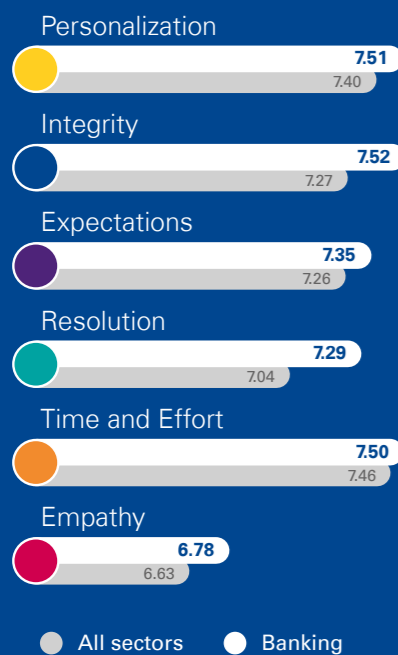 Personalization
7.51
7.40
Integrity
7.52
7.27
Expectations
7.35
7.26
Resolution
7.29
7.04
Time and Effort
7.50
7.46
Empathy
6.78
6.63
All sectors Banking